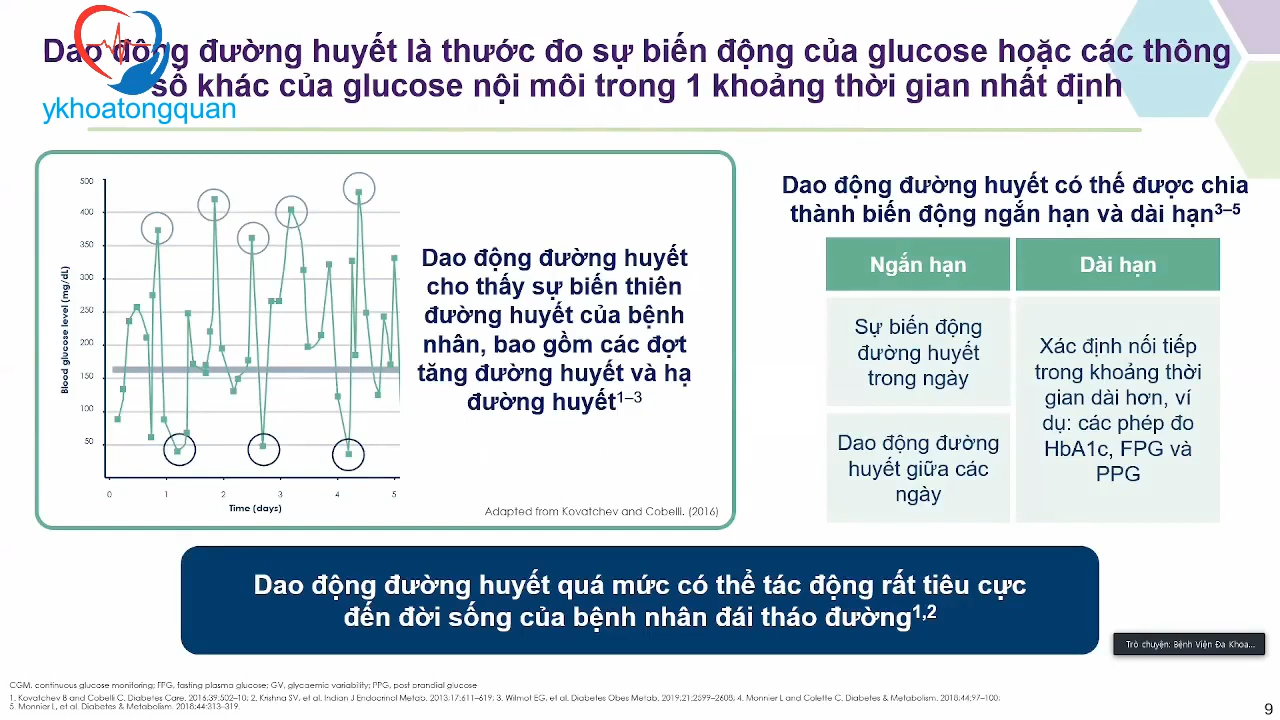 Dao động đường huyết là thước đo sự biến động của glucose hoặc các thông
số khác của glucose nội môi trong 1 khoảng thời gian nhất định
ykhoatongquan
500
400
350
300
250
200
150
100
50
Blood glucose level (mg/dL)
0 1 2 3 4 5
Time (days)
Dao động đường huyết
cho thấy sự biến thiên
đường huyết của bệnh
nhân, bao gồm các đợt
tăng đường huyết và hạ
đường huyết1–3
Adapted from Kovatchev and Cobelli. (2016)
Dao động đường huyết có thể được chia
thành biến động ngắn hạn và dài hạn3–5
Ngắn hạn
Dài hạn
Sự biến động
đường huyết
trong ngày
Dao động đường
huyết giữa các
ngày
Xác định nối tiếp
trong khoảng thời
gian dài hơn, ví
dụ: các phép đo
HbA1c, FPG và
PPG
Dao động đường huyết quá mức có thể tác động rất tiêu cực
đến đời sống của bệnh nhân đái tháo đường1,2
Trò chuyện: Bệnh Viện Đa Khoa...
CGM, continuous glucose monitoring; FPG, fasting plasma glucose; GV, glycaemic variability; PPG, post prandial glucose
1. Kovatchev B and Cobelli C. Diabetes Care. 2016;39:502–10; 2. Krishna SV, et al. Indian J Endocrinol Metab. 2013;17:611–619; 3. Wilmot EG, et al. Diabetes Obes Metab. 2019;21:2599–2608; 4. Monnier L and Colette C. Diabetes & Metabolism. 2018;44:97–100;
5. Monnier L, et al. Diabetes & Metabolism. 2018;44:313–319.
9